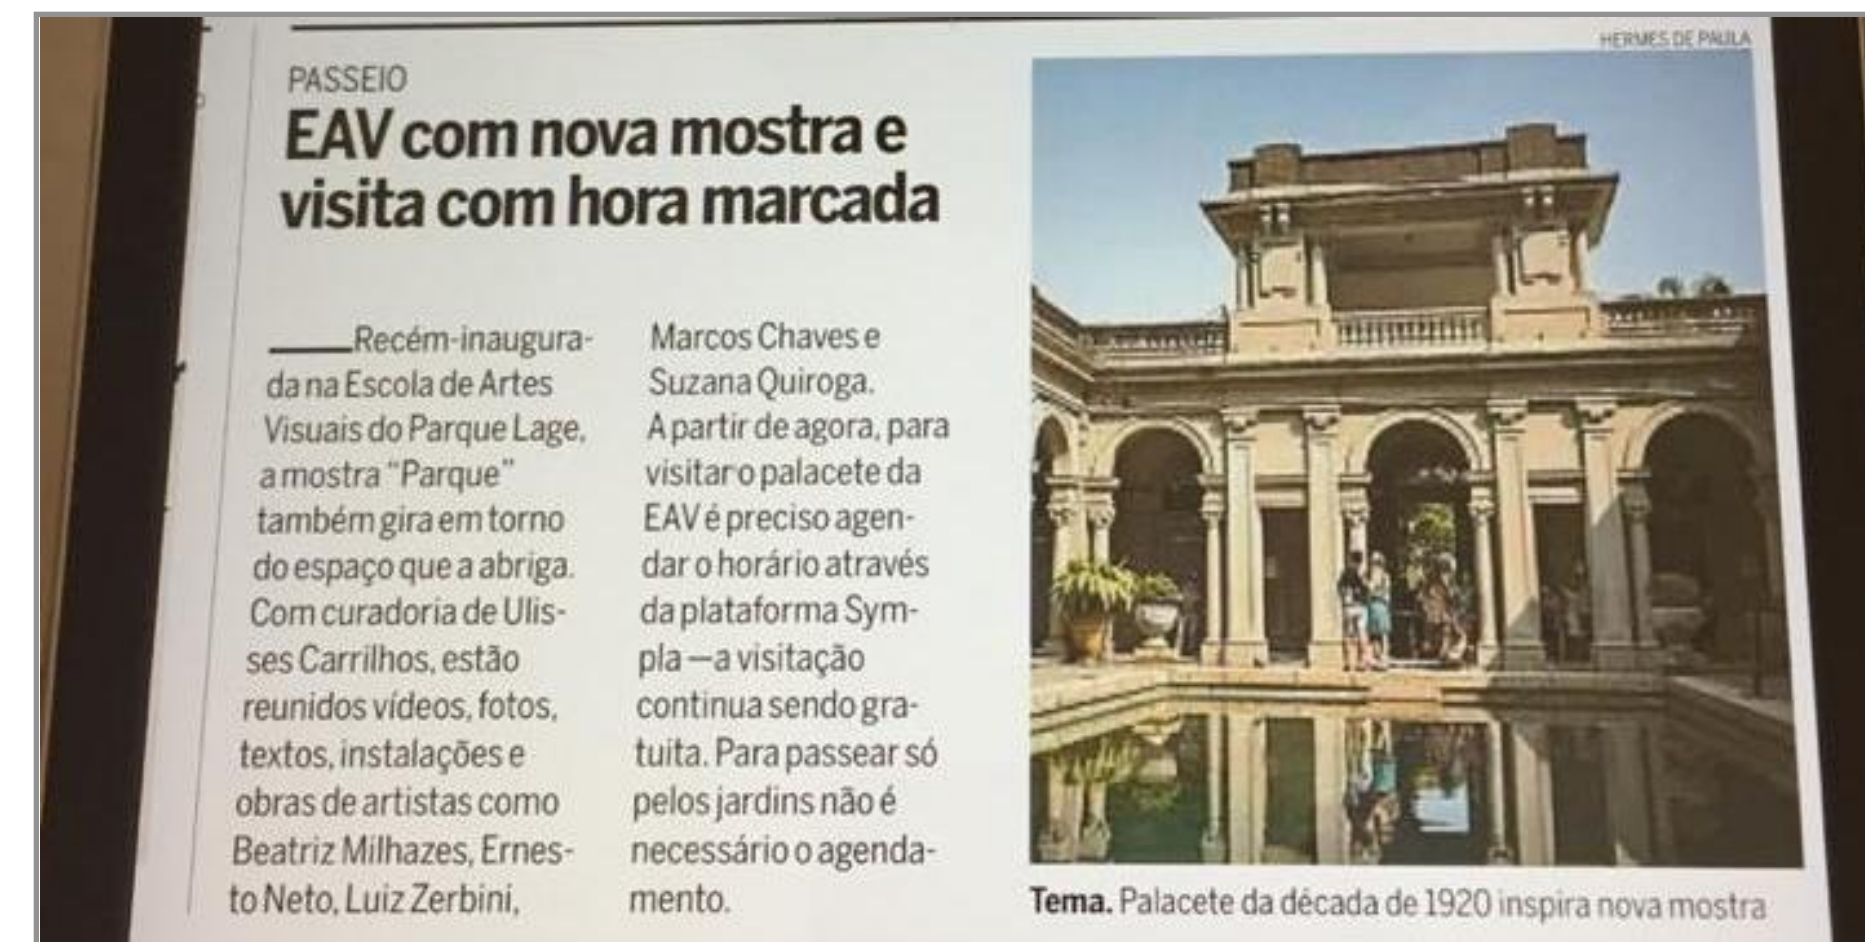 HERMES DE PAULA
PASSEIO
EAV com nova mostra e
visita com hora marcada
Recém-inaugura-
da na Escola de Artes
Visuais do Parque Lage,
a mostra “Parque”
também gira em torno
do espaço que a abriga.
Com curadoria de Ulis-
ses Carrilhos, estão
reunidos vídeos, fotos,
textos, instalações e
obras de artistas como
Beatriz Milhazes, Ernes-
to Neto, Luiz Zerbini,
Marcos Chaves e
Suzana Quiroga.
A partir de agora, para
visitar o palacete da
EAV é preciso agen-
dar o horário através
da plataforma Sym-
pla —a visitação
continua sendo gra-
tuita. Para passear só
pelos jardins não é
necessário o agenda-
mento.
Tema. Palacete da década de 1920 inspira nova mostra